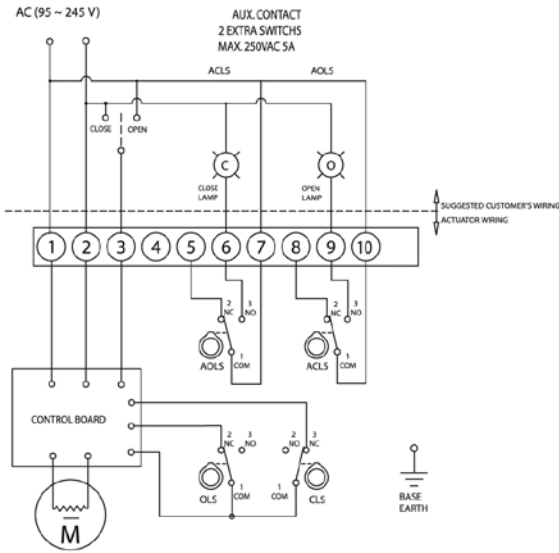 AC (95 ~ 245 V)
AUX. CONTACT
2 EXTRA SWITCHS
MAX. 250VAC 5A
ACLS
AOLS
CLOSE
OPEN
C
O
CLOSE
LAMP
OPEN
LAMP
SUGGESTED CUSTOMER'S WIRING
ACTUATOR WIRING
1 2 3 4 5 6 7 8 9 10
2
NC
3
NO
2
NC
3
NO
AOLS
1
COM
ACLS
1
COM
CONTROL BOARD
2
NC
3
NO
2
NO
3
NC
OLS
1
COM
1
COM
CLS
M
BASE
EARTH